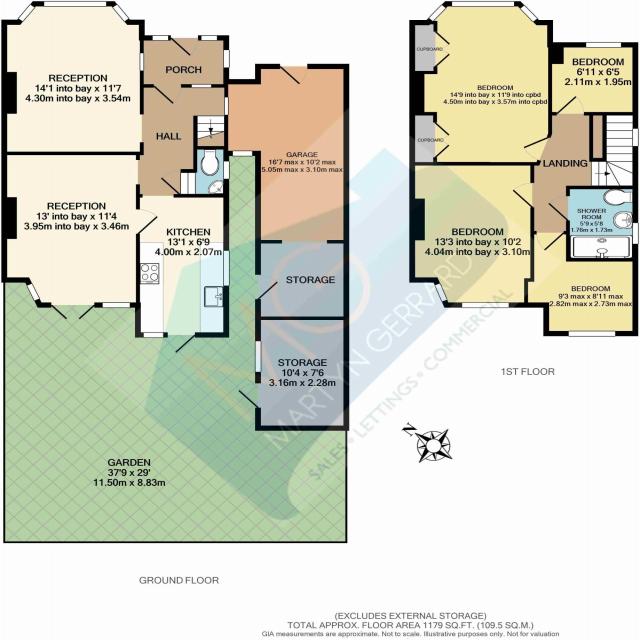 RECEPTION
14'1 into bay x 11'7
4.30m into bay x 3.54m
PORCH
HALL
GARAGE
16'7 max x 10'2 max
5.05m max x 3.10m max
RECEPTION
13' into bay x 11'4
3.95m into bay x 3.46m
KITCHEN
13'1 x 6'9
4.00m x 2.07m
STORAGE
STORAGE
10'4 x 7'6
3.16m x 2.28m
GARDEN
37'9 x 29'
11.50m x 8.83m
GROUND FLOOR
CUPBOARD
BEDROOM
14'9 into bay x 11'9 into cpbd
4.50m into bay x 3.57m into cpbd
CUPBOARD
BEDROOM
6'11 x 6'5
2.11m x 1.95m
LANDING
SHOWER
ROOM
5'9 x 5'8
1.76m x 1.73m
BEDROOM
13'3 into bay x 10'2
4.04m into bay x 3.10m
BEDROOM
9'3 max x 8'11 max
2.82m max x 2.73m max
1ST FLOOR
MARTYN GERRARD
SALES • LETTINGS • COMMERCIAL
N
(EXCLUDES EXTERNAL STORAGE)
TOTAL APPROX. FLOOR AREA 1179 SQ.FT. (109.5 SQ.M.)
GIA measurements are approximate. Not to scale. Illustrative purposes only. Not for valuation